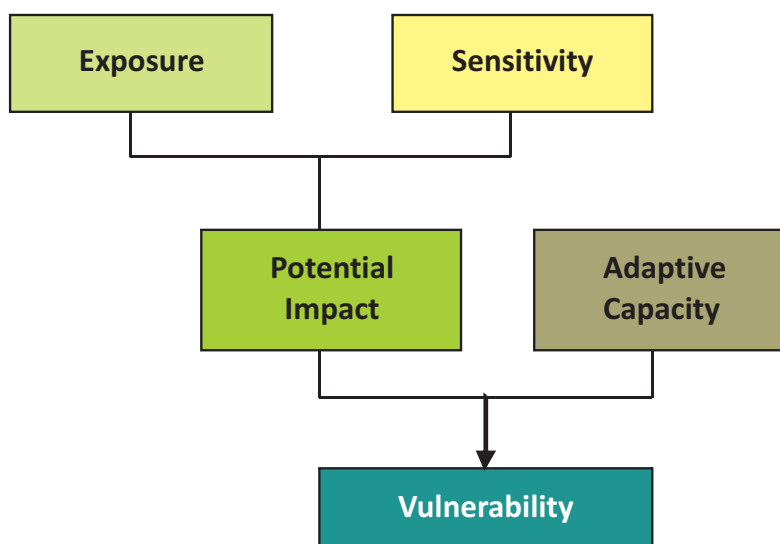 Exposure
Sensitivity
Potential
Impact
Adaptive
Capacity
Vulnerability